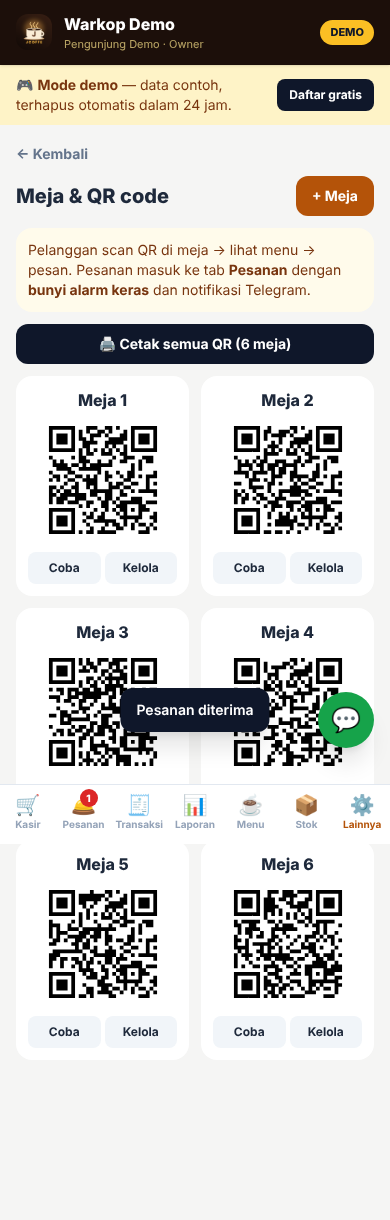 Warkop Demo
Pengunjung Demo · Owner
DEMO
🎮 Mode demo — data contoh,
terhapus otomatis dalam 24 jam.
Daftar gratis
← Kembali
Meja & QR code
+ Meja
Pelanggan scan QR di meja → lihat menu →
pesan. Pesanan masuk ke tab Pesanan dengan
bunyi alarm keras dan notifikasi Telegram.
🖨️ Cetak semua QR (6 meja)
Meja 1
Meja 2
Coba
Kelola
Coba
Kelola
Meja 3
Meja 4
Pesanan diterima
1
Kasir
Pesanan
Transaksi
Laporan
Menu
Stok
Lainnya
Meja 5
Meja 6
Coba
Kelola
Coba
Kelola